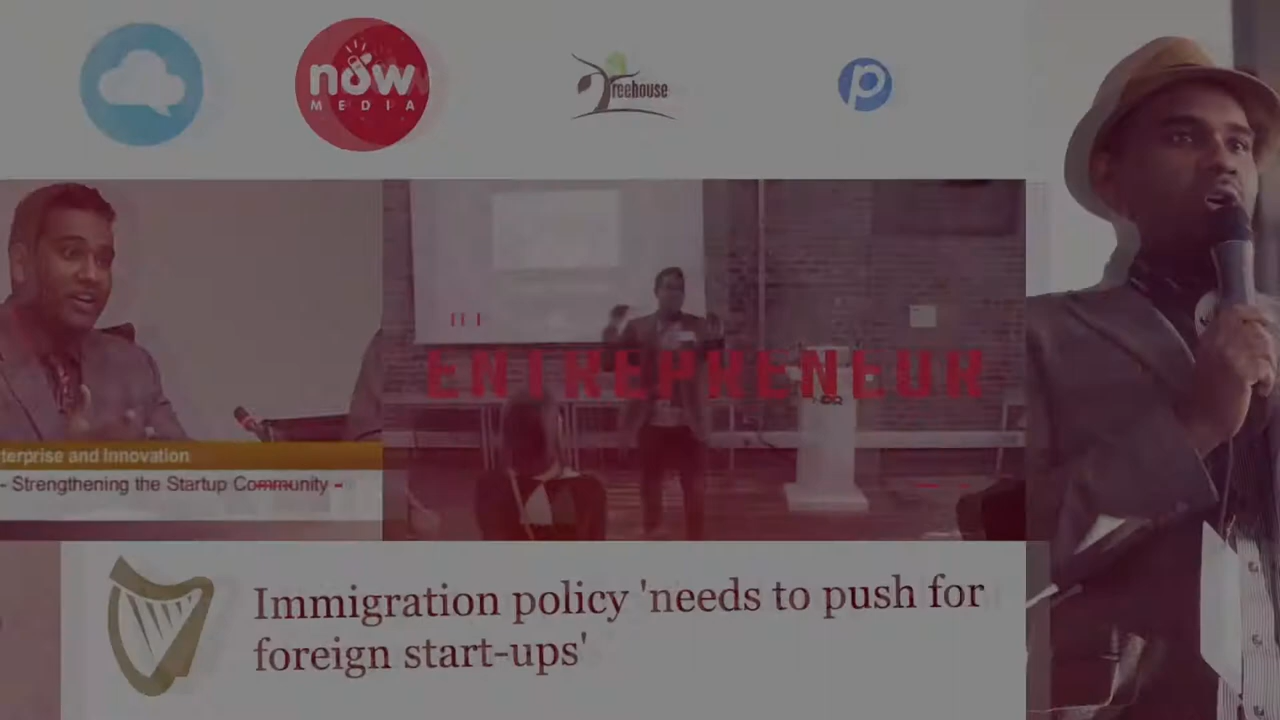 now
MEDIA
Treehouse
p
ENTREPRENEUR
terprise and Innovation
- Strengthening the Startup Community -
Immigration policy 'needs to push for
foreign start-ups'